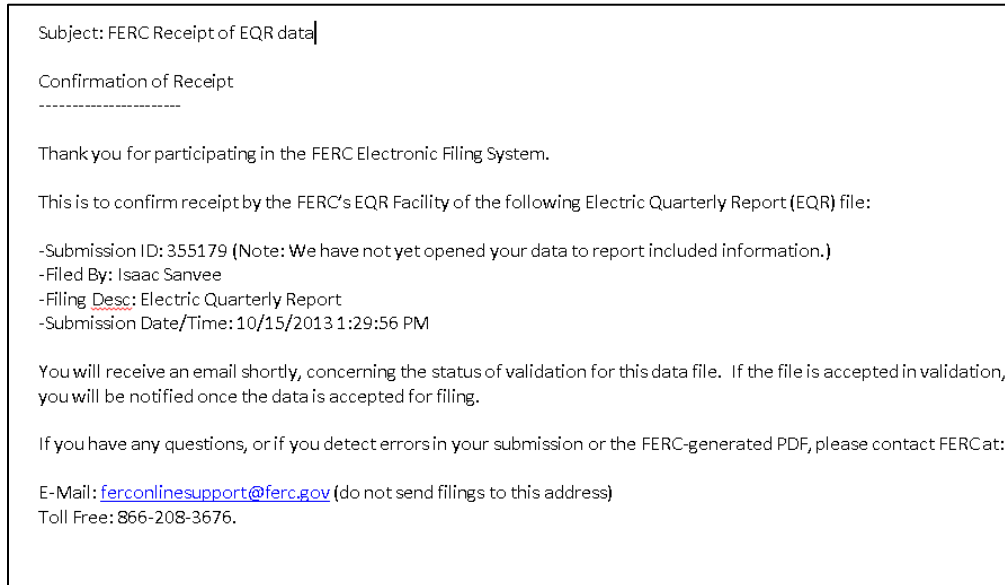 Subject: FERC Receipt of EQR data
Confirmation of Receipt
-----------------------
Thank you for participating in the FERC Electronic Filing System.
This is to confirm receipt by the FERC's EQR Facility of the following Electric Quarterly Report (EQR) file:
-Submission ID: 355179 (Note: We have not yet opened your data to report included information.)
-Filed By: Isaac Sanvee
-Filing Desc: Electric Quarterly Report
-Submission Date/Time: 10/15/2013 1:29:56 PM
You will receive an email shortly, concerning the status of validation for this data file.  If the file is accepted in validation,
you will be notified once the data is accepted for filing.
If you have any questions, or if you detect errors in your submission or the FERC-generated PDF, please contact FERC at:
E-Mail: ferconlinesupport@ferc.gov (do not send filings to this address)
Toll Free: 866-208-3676.